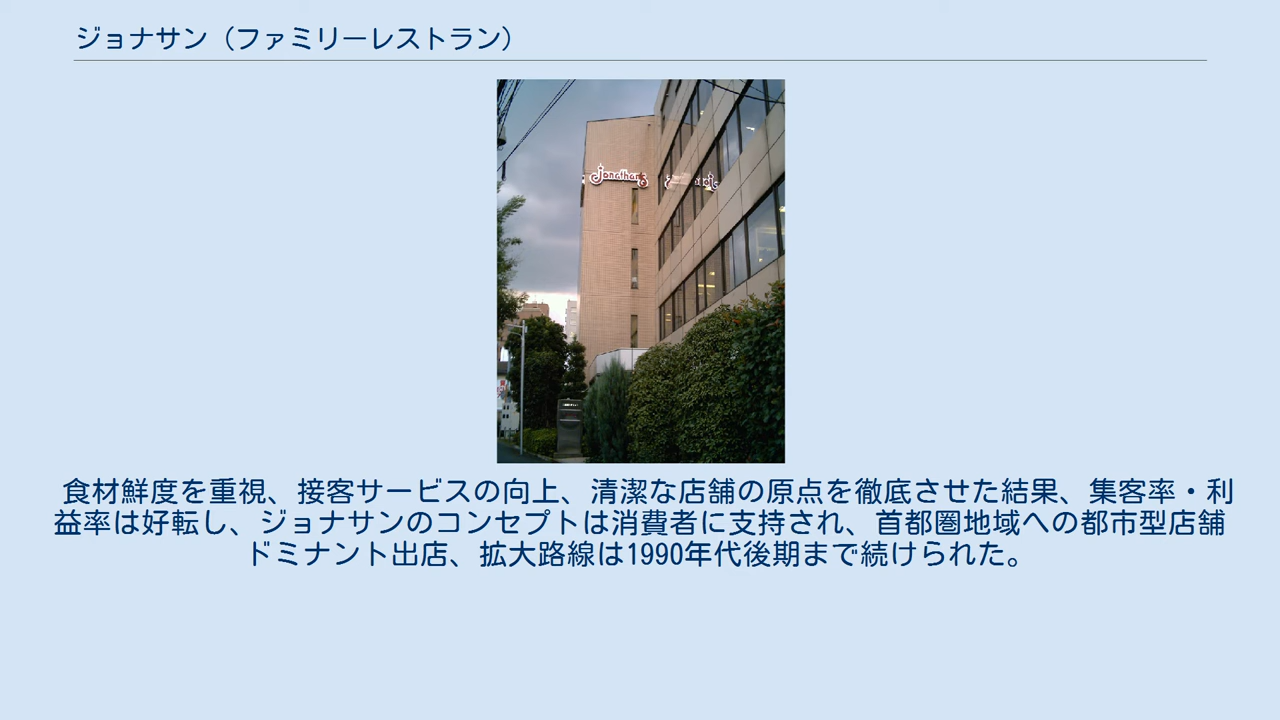 ジョナサン（ファミリーレストラン）
Jonathan's
食材鮮度を重視、接客サービスの向上、清潔な店舗の原点を徹底させた結果、集客率・利
益率は好転し、ジョナサンのコンセプトは消費者に支持され、首都圏地域への都市型店舗
ドミナント出店、拡大路線は1990年代後期まで続けられた。